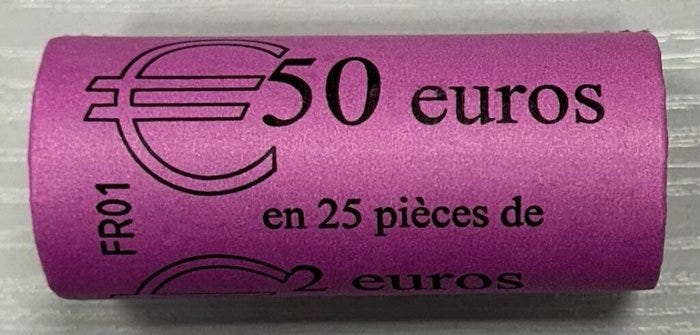 €50 euros
en 25 pièces de
€2 euros
FR01